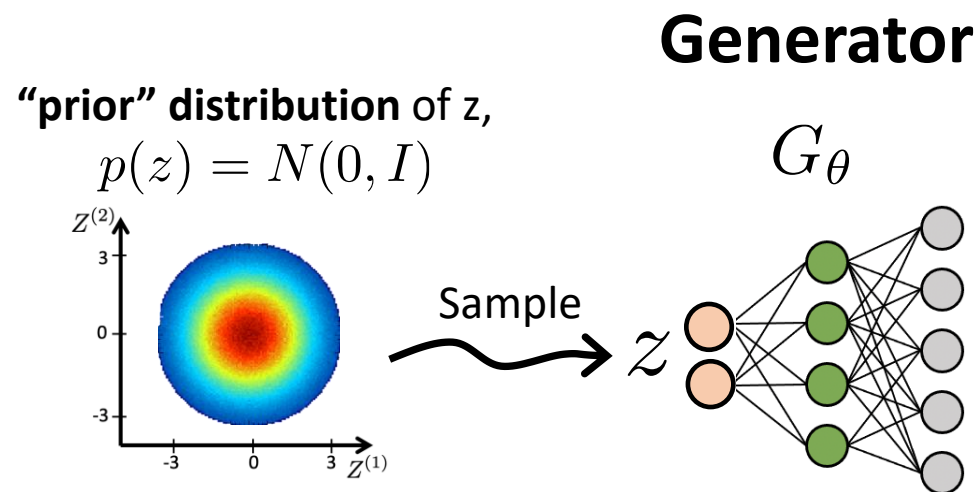 Generator
“prior” distribution of z,
p(z) = N(0, I)
G_θ
Z^(2)
3
0
-3
-3 0 3
Z^(1)
Sample
z